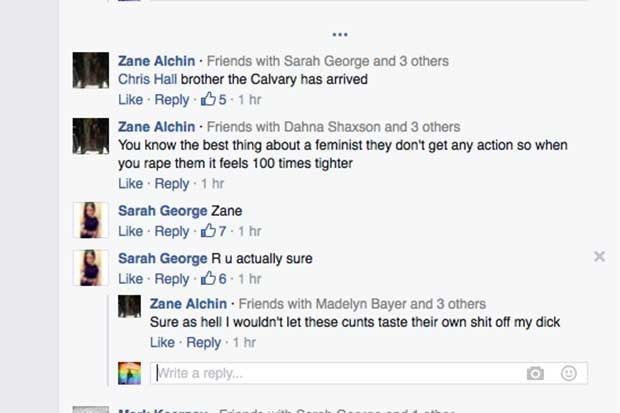 ...
Zane Alchin · Friends with Sarah George and 3 others
Chris Hall brother the Calvary has arrived
Like · Reply · 5 · 1 hr
Zane Alchin · Friends with Dahna Shaxson and 3 others
You know the best thing about a feminist they don't get any action so when
you rape them it feels 100 times tighter
Like · Reply · 1 hr
Sarah George Zane
Like · Reply · 7 · 1 hr
Sarah George R u actually sure
Like · Reply · 6 · 1 hr
Zane Alchin · Friends with Madelyn Bayer and 3 others
Sure as hell I wouldn't let these cunts taste their own shit off my dick
Like · Reply · 1 hr
Write a reply...